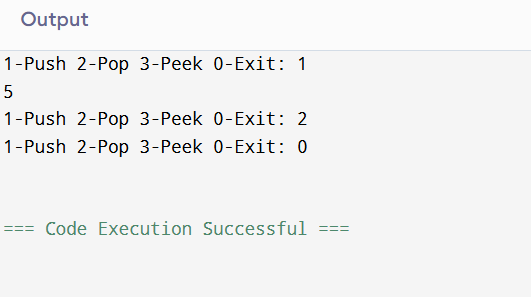 Output
1-Push 2-Pop 3-Peek 0-Exit: 1
5
1-Push 2-Pop 3-Peek 0-Exit: 2
1-Push 2-Pop 3-Peek 0-Exit: 0
=== Code Execution Successful ===